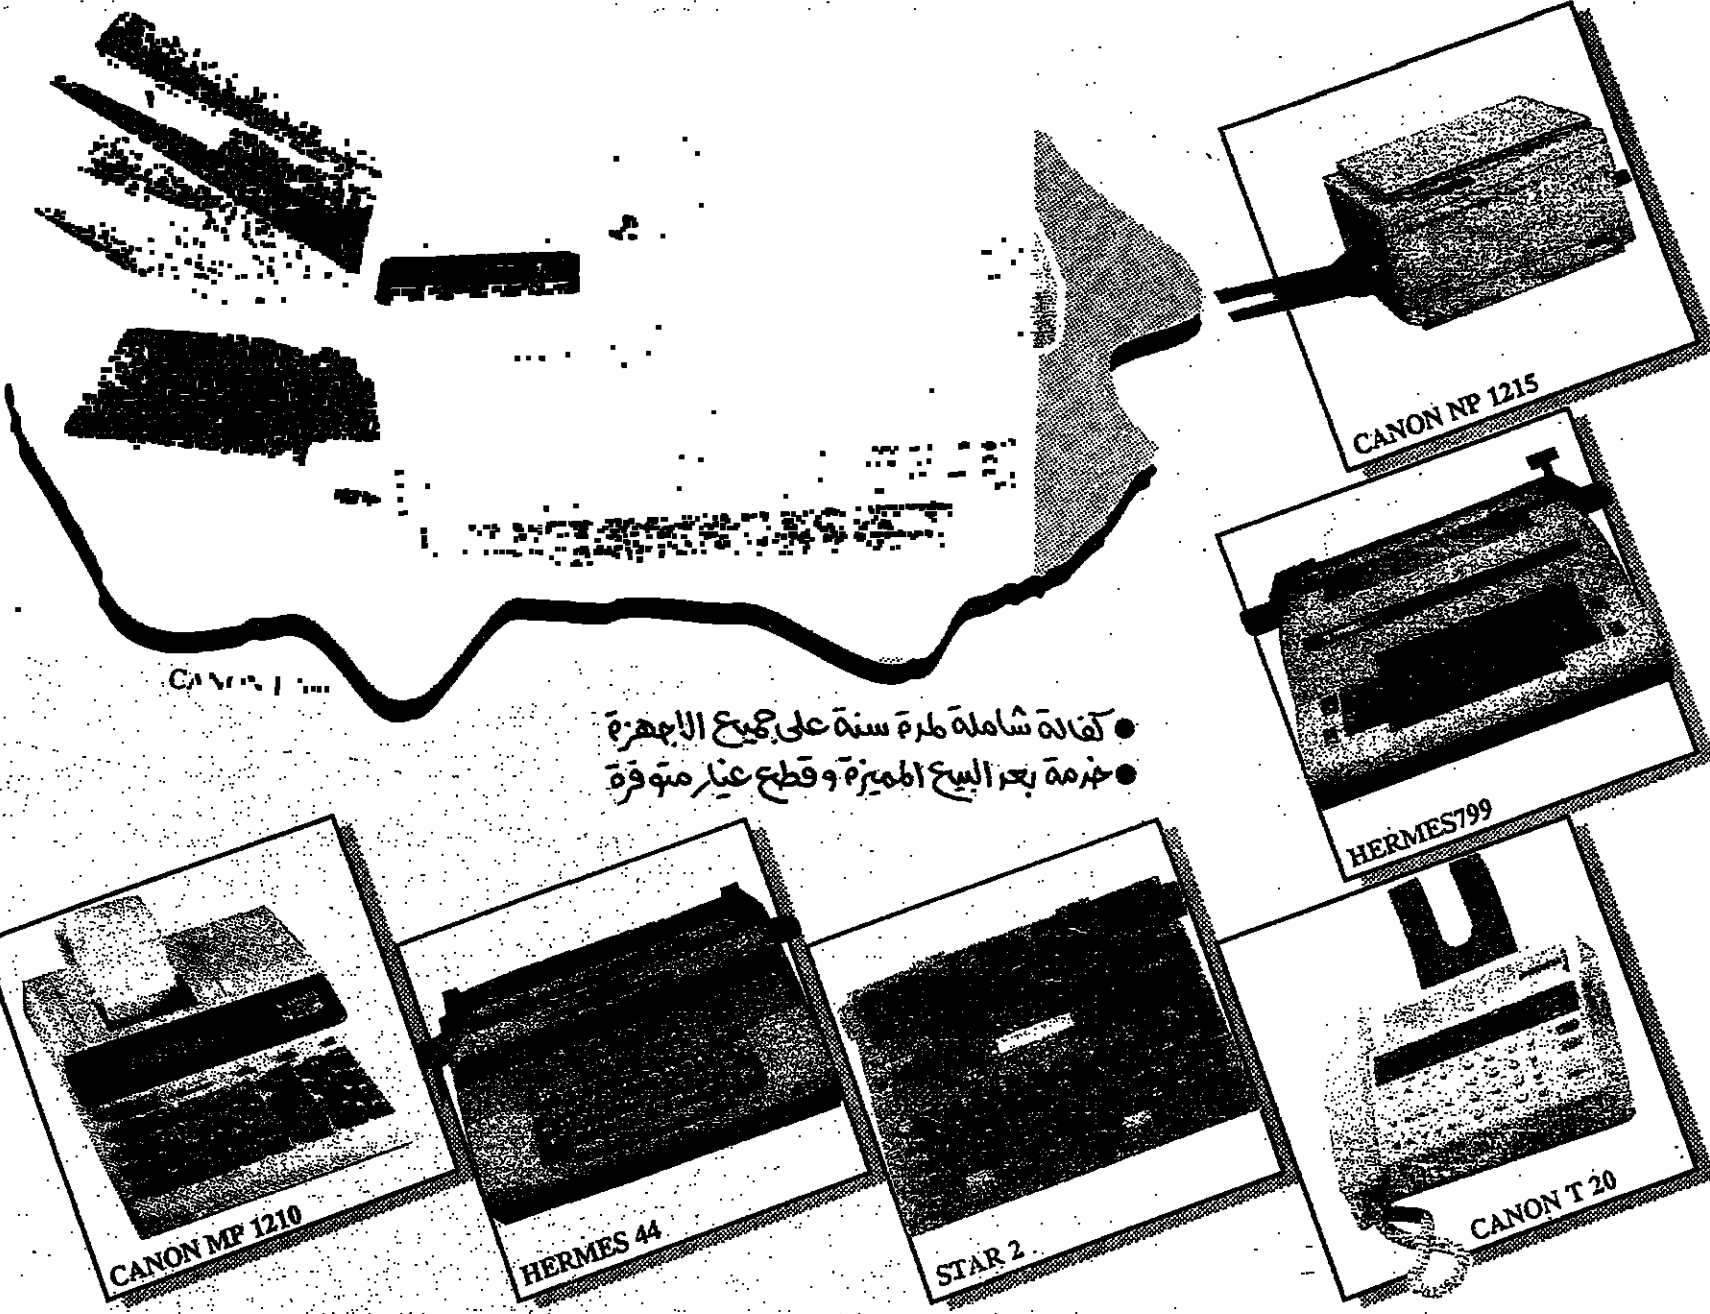 CANON NP 1215
HERMES799
● كفالة شاملة لمدة سنة على جميع الاجهزة
● خدمة بعد البيع المميزة وقطع غيار متوفرة
CANON MP 1210
HERMES 44
STAR 2
CANON T 20